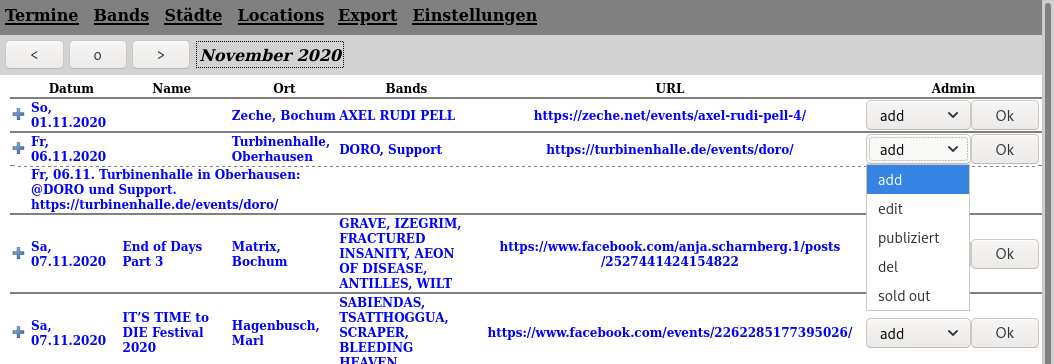 Termine Bands Städte Locations Export Einstellungen
< o > November 2020
Datum Name Ort Bands URL Admin
So, 01.11.2020 Zeche, Bochum AXEL RUDI PELL https://zeche.net/events/axel-rudi-pell-4/ add Ok
Fr, 06.11.2020 Turbinenhalle, Oberhausen DORO, Support https://turbinenhalle.de/events/doro/ add Ok
Fr, 06.11. Turbinenhalle in Oberhausen:
@DORO und Support.
https://turbinenhalle.de/events/doro/
add
edit
publiziert
del
sold out
Sa, 07.11.2020
End of Days
Part 3
Matrix,
Bochum
GRAVE, IZEGRIM,
FRACTURED
INSANITY, AEON
OF DISEASE,
ANTILLES, WILT
https://www.facebook.com/anja.scharnberg.1/posts
/2527441424154822
Ok
Sa, 07.11.2020
IT'S TIME to
DIE Festival
2020
Hagenbusch,
Marl
SABIENDAS,
TSATTHOGGUA,
SCRAPER,
BLEEDING
HEAVEN
https://www.facebook.com/events/2262285177395026/
add Ok